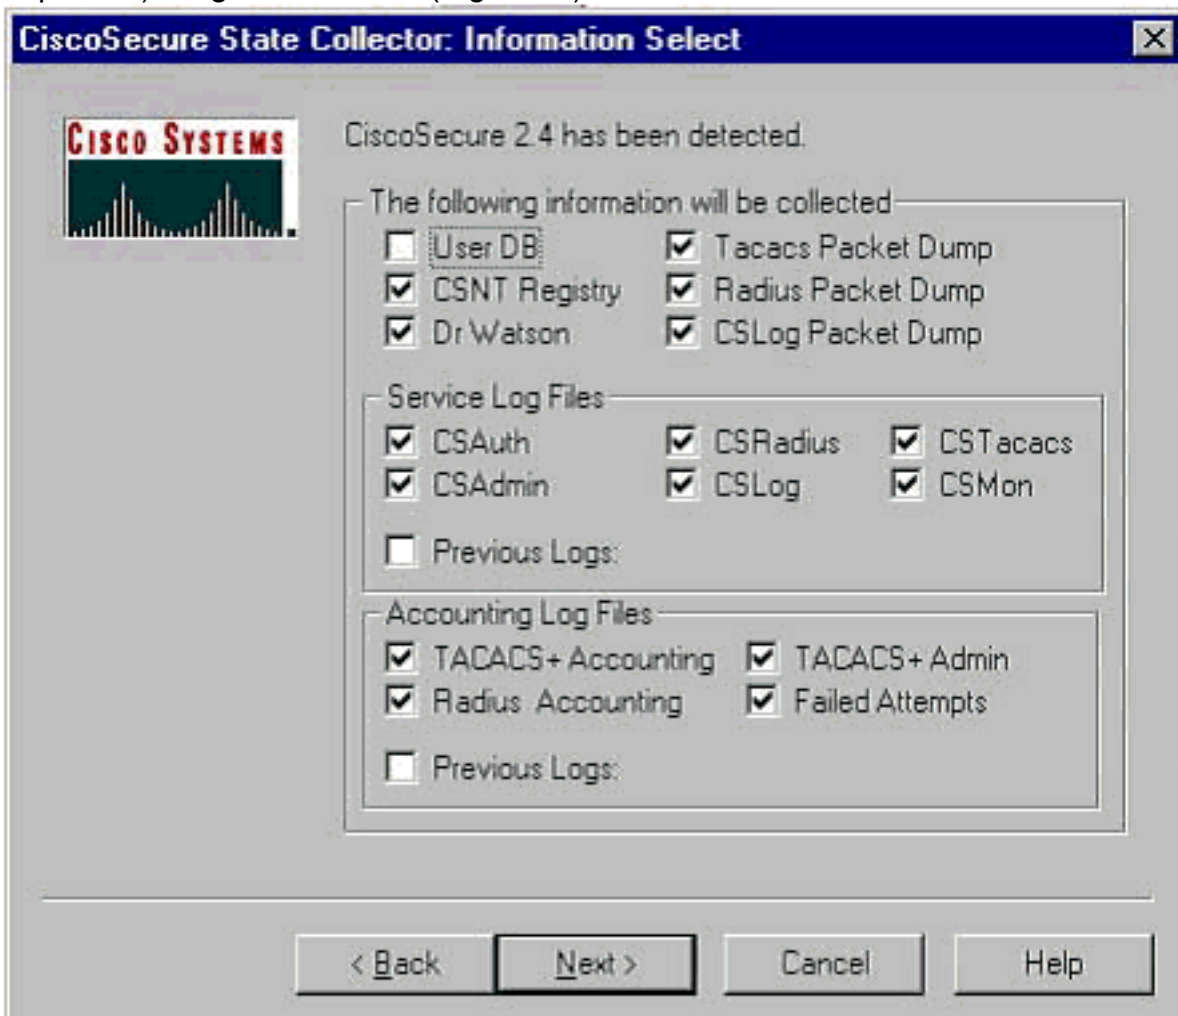 CiscoSecure State Collector: Information Select
CISCO SYSTEMS
CiscoSecure 2.4 has been detected.
The following information will be collected
User DB Tacacs Packet Dump
CSNT Registry Radius Packet Dump
Dr Watson CSLog Packet Dump
Service Log Files
CSAuth CSRadius CSTacacs
CSAdmin CSLog CSMon
Previous Logs:
Accounting Log Files
TACACS+ Accounting TACACS+ Admin
Radius Accounting Failed Attempts
Previous Logs:
< Back Next > Cancel Help